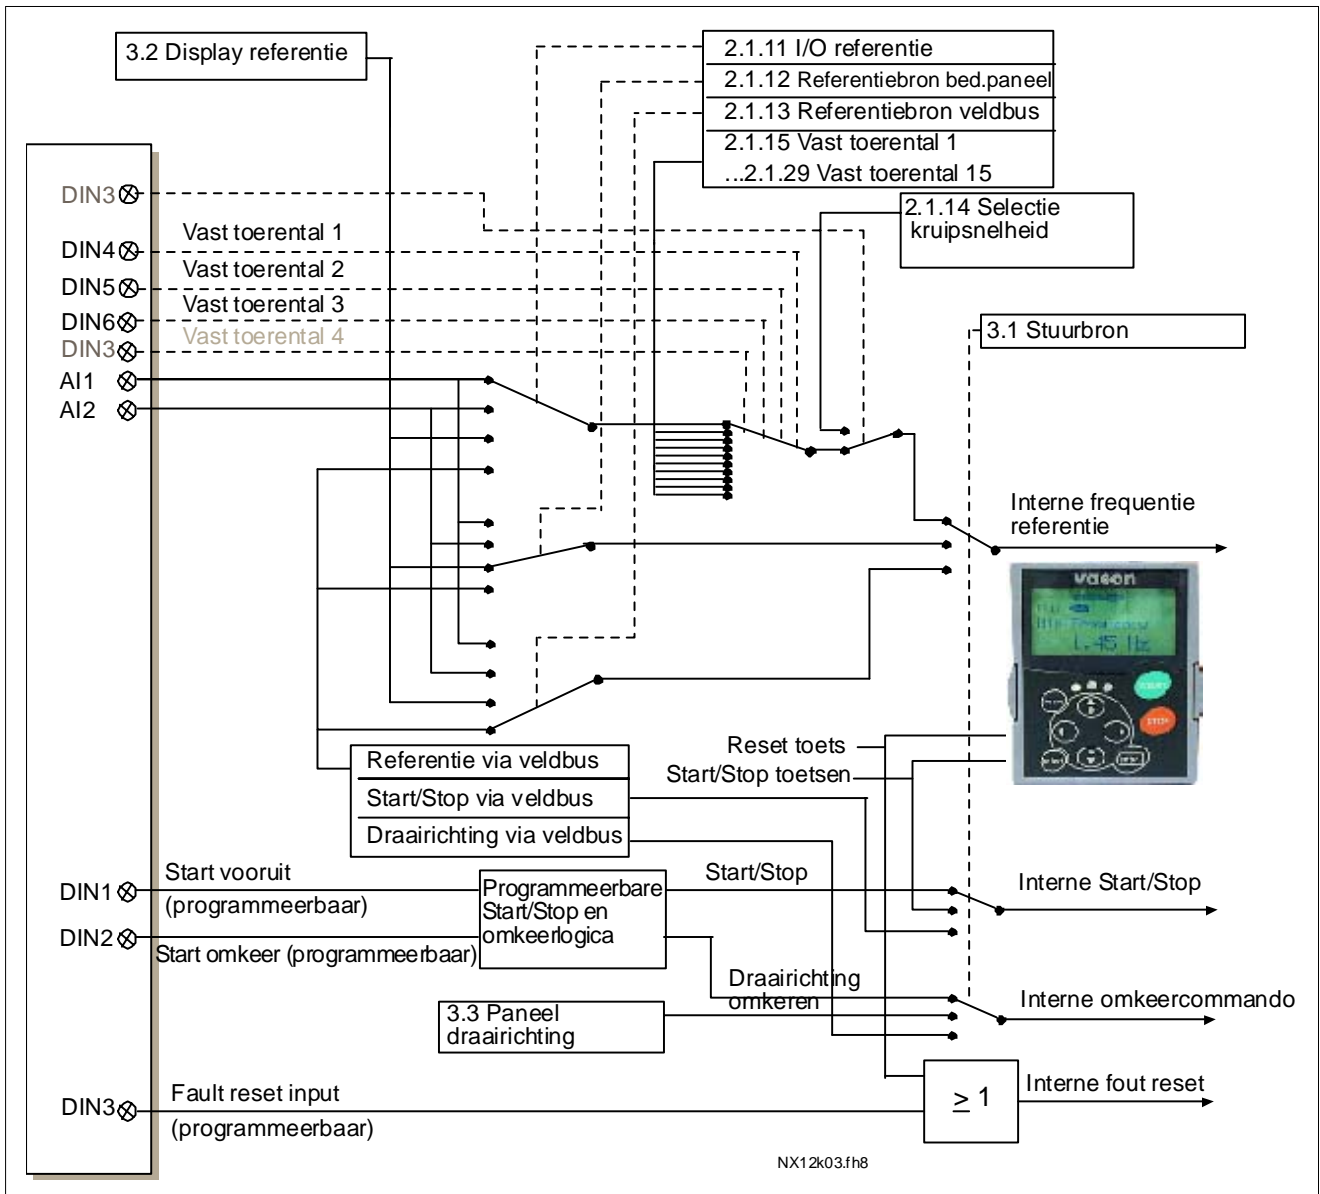 3.2 Display referentie
2.1.11 I/O referentie
2.1.12 Referentiebron bed.paneel
2.1.13 Referentiebron veldbus
2.1.15 Vast toerental 1
...2.1.29 Vast toerental 15
2.1.14 Selectie
kruipsnelheid
3.1 Stuurbron
DIN3
DIN4
Vast toerental 1
DIN5
Vast toerental 2
DIN6
Vast toerental 3
DIN3
Vast toerental 4
AI1
AI2
Interne frequentie
referentie
vacon
1.45 Hz
START
STOP
Reset toets
Start/Stop toetsen
Referentie via veldbus
Start/Stop via veldbus
Draairichting via veldbus
DIN1
Start vooruit
(programmeerbaar)
DIN2
Start omkeer (programmeerbaar)
Programmeerbare
Start/Stop en
omkeerlogica
Start/Stop
Interne Start/Stop
Draairichting
omkeren
3.3 Paneel
draairichting
Interne omkeercommando
DIN3
Fault reset input
(programmeerbaar)
≥ 1
Interne fout reset
NX12k03.fh8